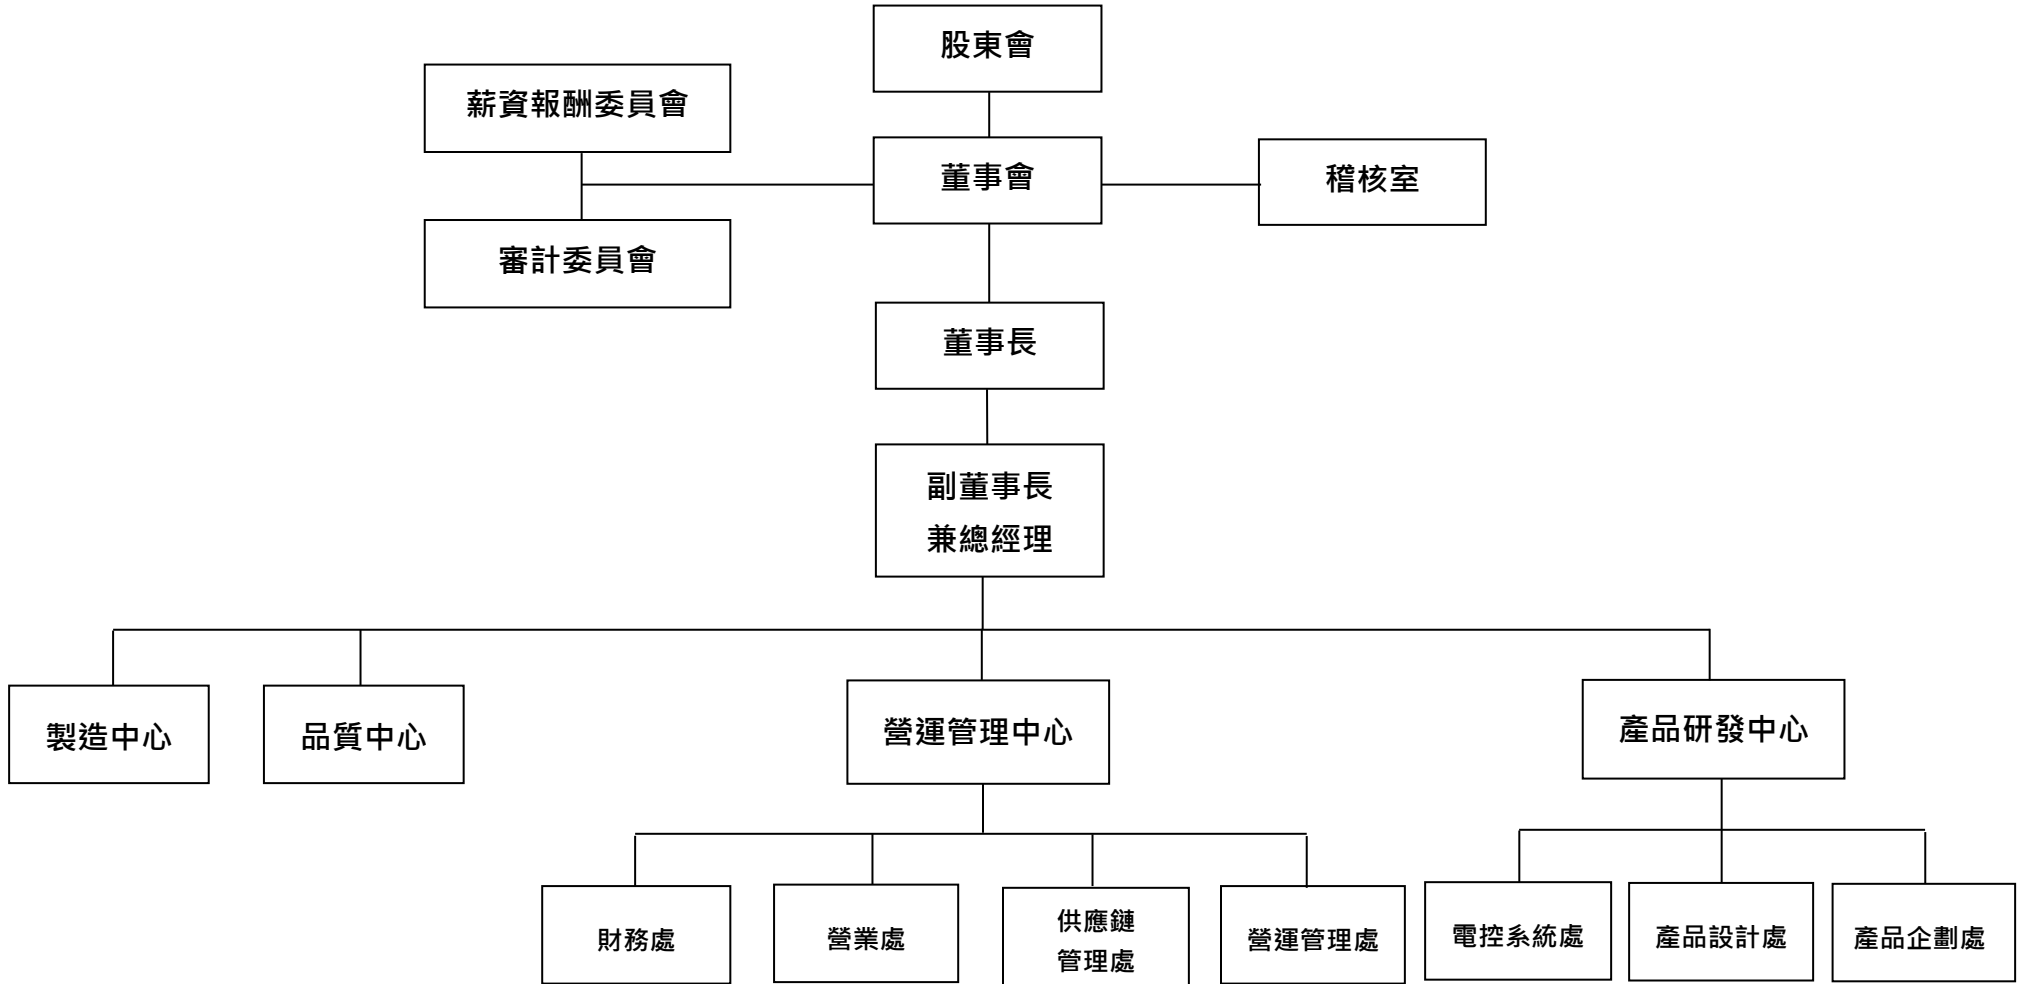 股東會
薪資報酬委員會
董事會
稽核室
審計委員會
董事長
副董事長
兼總經理
製造中心
品質中心
營運管理中心
產品研發中心
財務處
營業處
供應鏈
管理處
營運管理處
電控系統處
產品設計處
產品企劃處